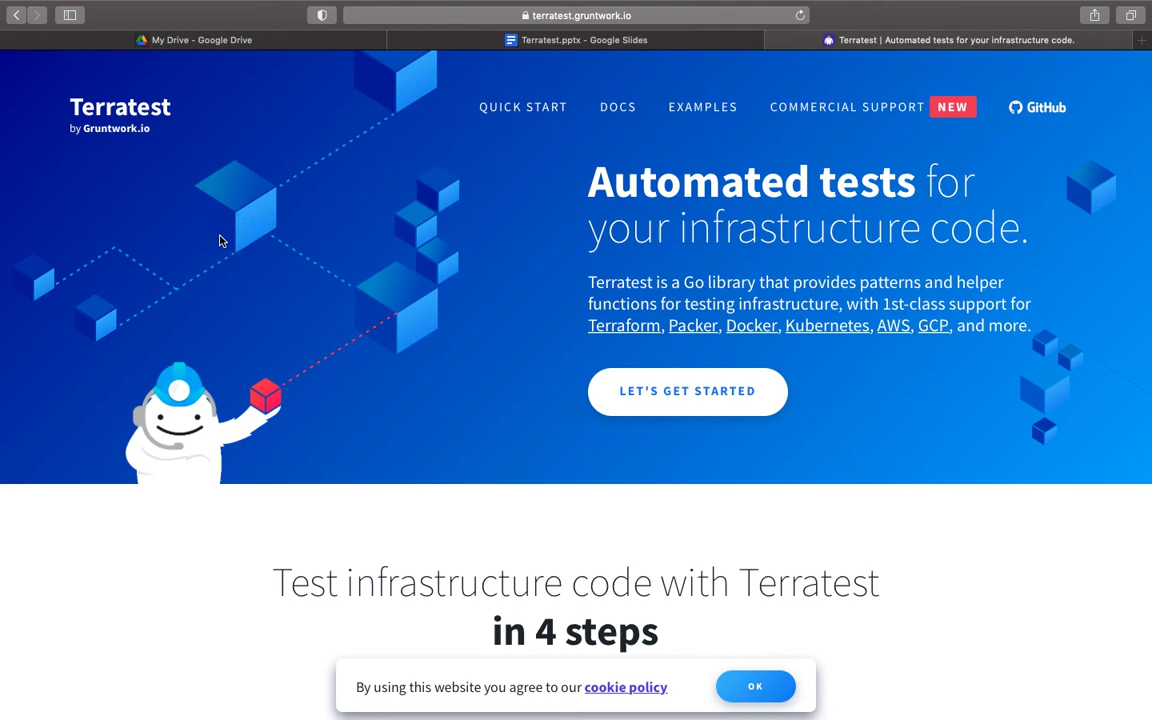 terratest.gruntwork.io
My Drive - Google Drive
Terratest.pptx - Google Slides
Terratest | Automated tests for your infrastructure code.
Terratest
by Gruntwork.io
QUICK START
DOCS
EXAMPLES
COMMERCIAL SUPPORT NEW
GitHub
Automated tests for
your infrastructure code.
Terratest is a Go library that provides patterns and helper
functions for testing infrastructure, with 1st-class support for
Terraform, Packer, Docker, Kubernetes, AWS, GCP, and more.
LET'S GET STARTED
Test infrastructure code with Terratest
in 4 steps
By using this website you agree to our cookie policy
OK